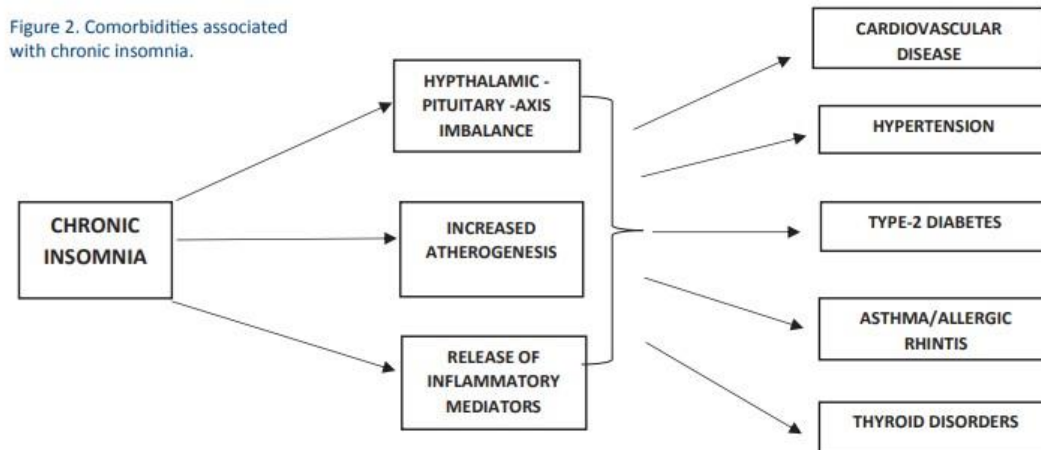 Figure 2. Comorbidities associated
with chronic insomnia.
CHRONIC
INSOMNIA
HYPTHALAMIC -
PITUITARY -AXIS
IMBALANCE
INCREASED
ATHEROGENESIS
RELEASE OF
INFLAMMATORY
MEDIATORS
CARDIOVASCULAR
DISEASE
HYPERTENSION
TYPE-2 DIABETES
ASTHMA/ALLERGIC
RHINTIS
THYROID DISORDERS